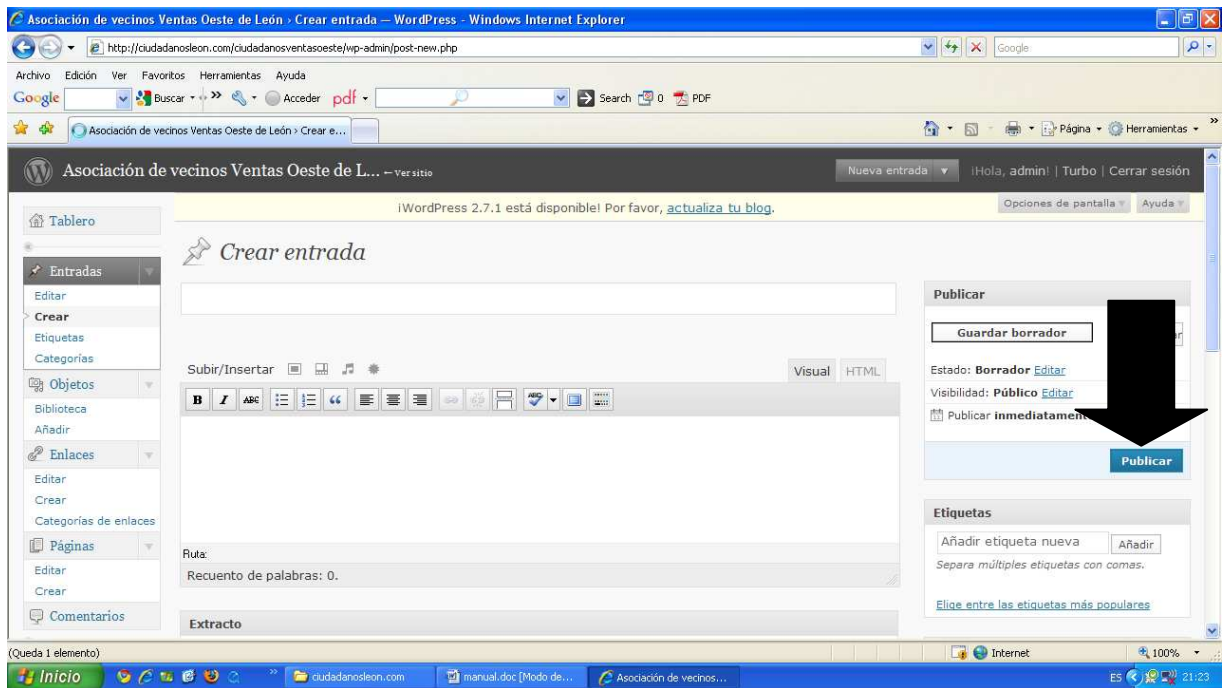 Asociación de vecinos Ventas Oeste de León › Crear entrada — WordPress - Windows Internet Explorer
http://ciudadanosleon.com/ciudadanosventasoeste/wp-admin/post-new.php
Google
Archivo Edición Ver Favoritos Herramientas Ayuda
Google Buscar Acceder pdf Search 0 PDF
Asociación de vecinos Ventas Oeste de León › Crear e...
Página Herramientas
Asociación de vecinos Ventas Oeste de L... ← Ver sitio
Nueva entrada
¡Hola, admin! | Turbo | Cerrar sesión
¡WordPress 2.7.1 está disponible! Por favor, actualiza tu blog.
Opciones de pantalla
Ayuda
Tablero
Entradas
Editar
Crear
Etiquetas
Categorías
Objetos
Biblioteca
Añadir
Enlaces
Editar
Crear
Categorías de enlaces
Páginas
Editar
Crear
Comentarios
Crear entrada
Subir/Insertar
Visual HTML
B I ABC ABC
Ruta:
Recuento de palabras: 0.
Extracto
Publicar
Guardar borrador
Estado: Borrador Editar
Visibilidad: Público Editar
Publicar
Publicar
Etiquetas
Añadir etiqueta nueva
Añadir
Separa múltiples etiquetas con comas.
Elige entre las etiquetas más populares
(Queda 1 elemento)
Internet
100%
Inicio
ciudadanosleon.com
manual.doc [Modo de...
Asociación de vecinos...
ES
21:23